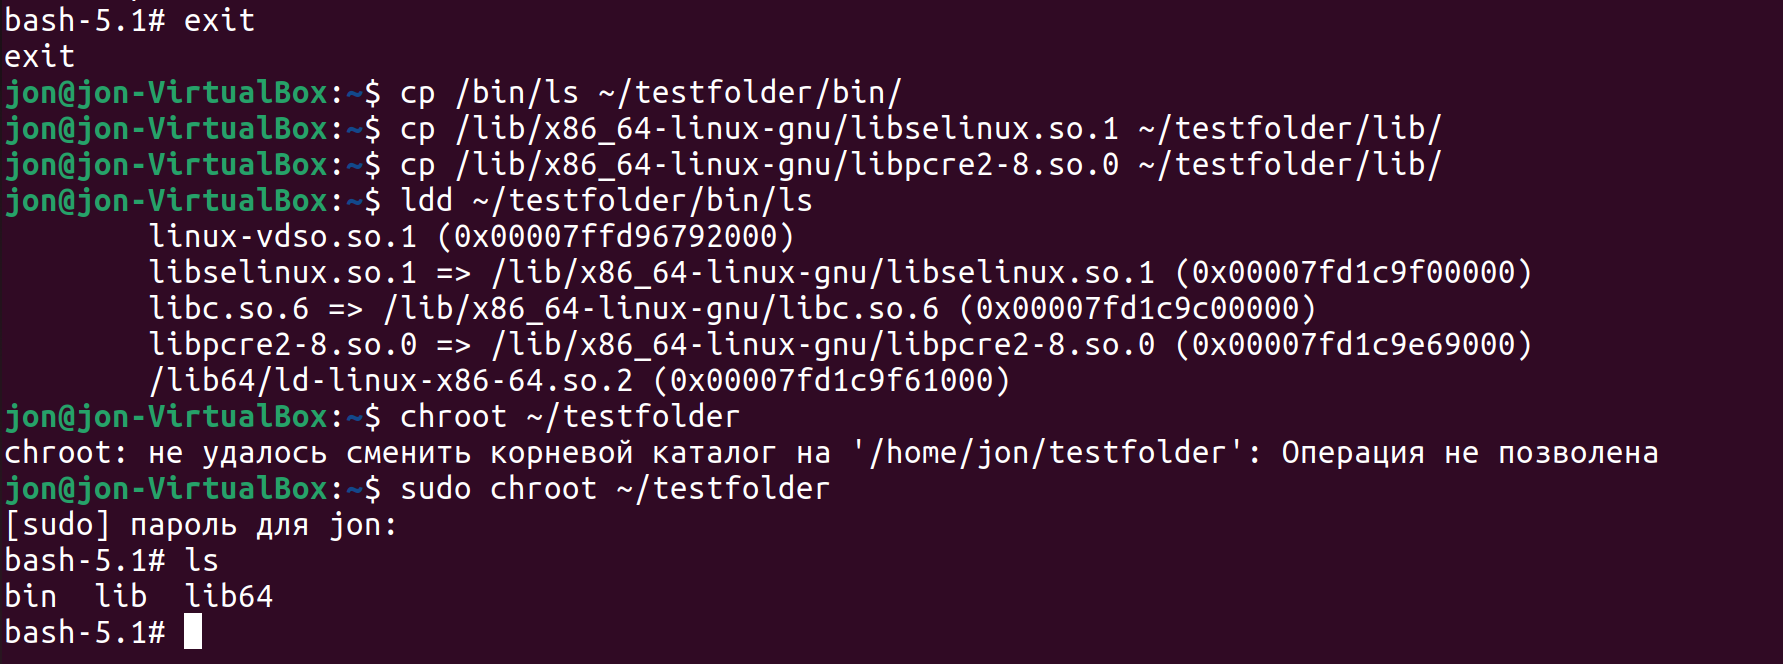 bash-5.1# exit
exit
jon@jon-VirtualBox:~$ cp /bin/ls ~/testfolder/bin/
jon@jon-VirtualBox:~$ cp /lib/x86_64-linux-gnu/libselinux.so.1 ~/testfolder/lib/
jon@jon-VirtualBox:~$ cp /lib/x86_64-linux-gnu/libpcre2-8.so.0 ~/testfolder/lib/
jon@jon-VirtualBox:~$ ldd ~/testfolder/bin/ls
        linux-vdso.so.1 (0x00007ffd96792000)
        libselinux.so.1 => /lib/x86_64-linux-gnu/libselinux.so.1 (0x00007fd1c9f00000)
        libc.so.6 => /lib/x86_64-linux-gnu/libc.so.6 (0x00007fd1c9c00000)
        libpcre2-8.so.0 => /lib/x86_64-linux-gnu/libpcre2-8.so.0 (0x00007fd1c9e69000)
        /lib64/ld-linux-x86-64.so.2 (0x00007fd1c9f61000)
jon@jon-VirtualBox:~$ chroot ~/testfolder
chroot: не удалось сменить корневой каталог на '/home/jon/testfolder': Операция не позволена
jon@jon-VirtualBox:~$ sudo chroot ~/testfolder
[sudo] пароль для jon:
bash-5.1# ls
bin  lib  lib64
bash-5.1#